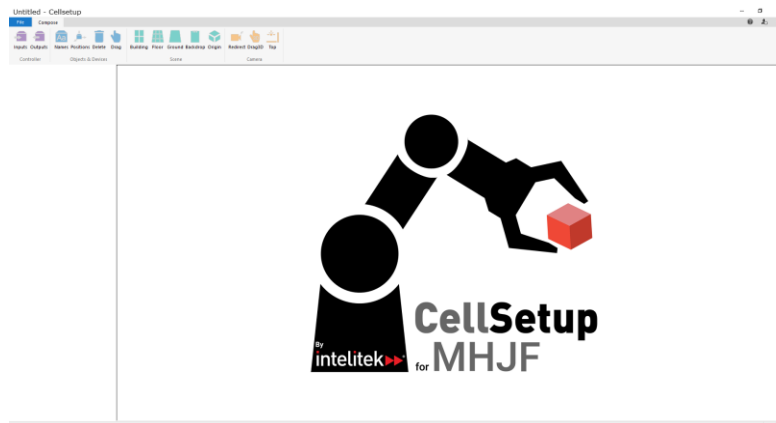 Untitled - Cellsetup
File Compose
Inputs Outputs Names Positions Delete Drag Building Floor Ground Backdrop Origin Redirect Drag3D Top
Controller Objects & Devices Scene Camera
CellSetup
By
intelitek
for MHJF